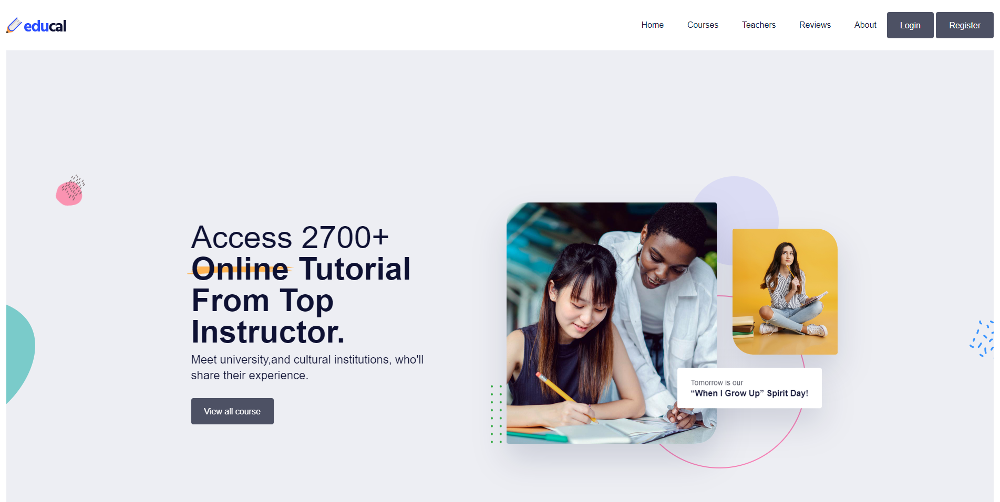 educal
Home Courses Teachers Reviews About Login Register
Access 2700+
Online Tutorial
From Top
Instructor.
Meet university,and cultural institutions, who'll
share their experience.
View all course
Tomorrow is our
“When I Grow Up” Spirit Day!